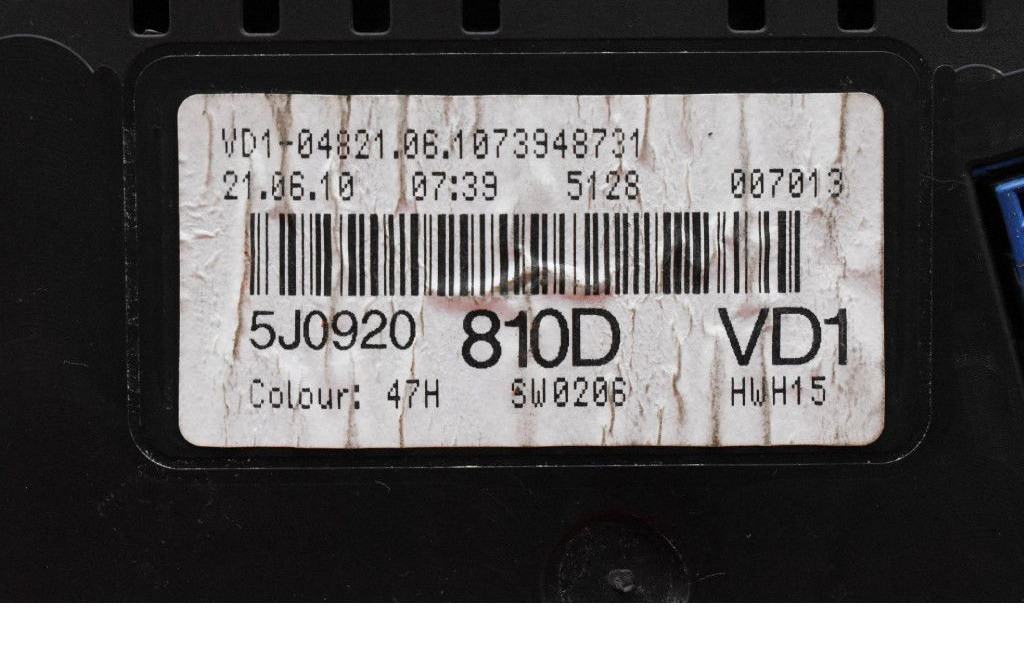 VD1-04821.06.1073948731
21.06.10 07:39 5128 007013
5J0920 810D VD1
Colour: 47H SW0206 HWH15